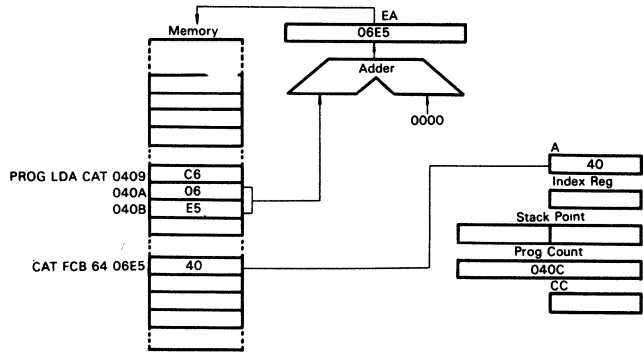 EA
Memory
06E5
Adder
0000
A
PROG LDA CAT 0409 C6
40
040A 06
Index Reg
040B E5
Stack Point
Prog Count
CAT FCB 64 06E5 40
040C
CC